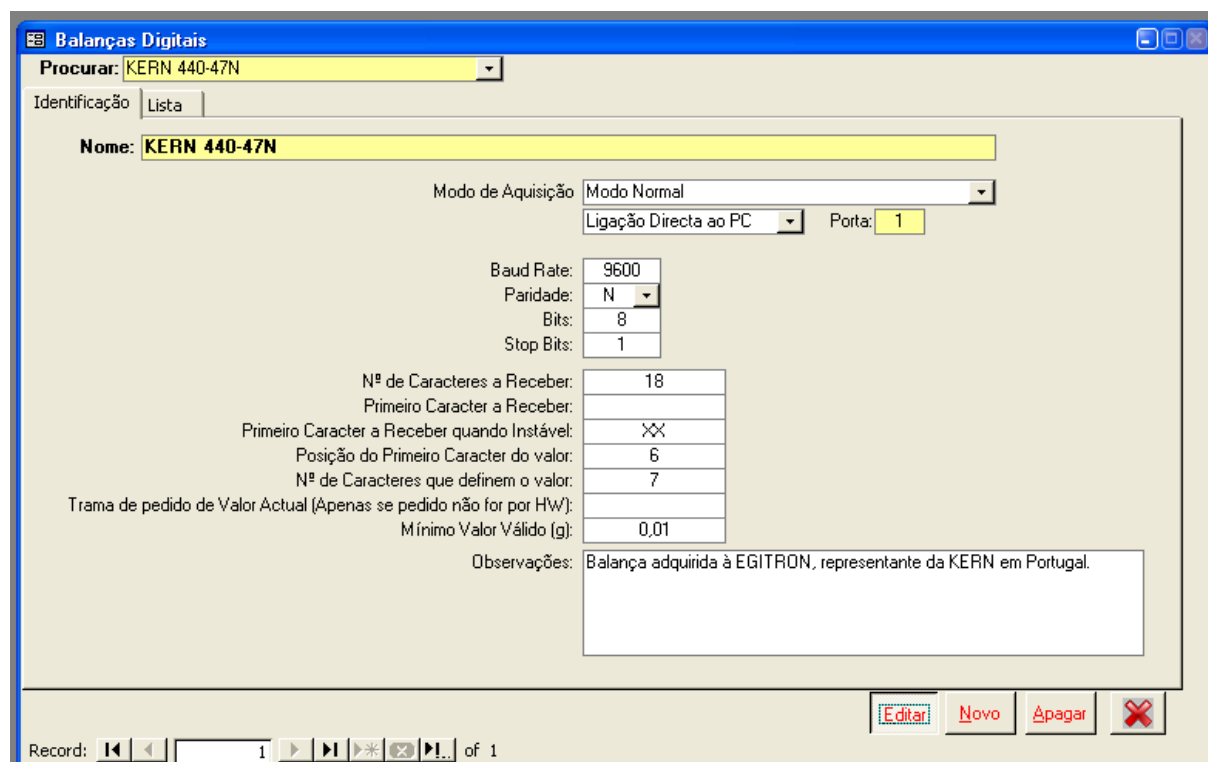 Balanças Digitais
Procurar: KERN 440-47N
Identificação Lista
Nome: KERN 440-47N
Modo de Aquisição Modo Normal
Ligação Directa ao PC Porta: 1
Baud Rate: 9600
Paridade: N
Bits: 8
Stop Bits: 1
Nº de Caracteres a Receber: 18
Primeiro Caracter a Receber:
Primeiro Caracter a Receber quando Instável: XX
Posição do Primeiro Caracter do valor: 6
Nº de Caracteres que definem o valor: 7
Trama de pedido de Valor Actual (Apenas se pedido não for por HW):
Mínimo Valor Válido (g): 0,01
Observações: Balança adquirida à EGITRON, representante da KERN em Portugal.
Editar Novo Apagar
Record: 1 of 1